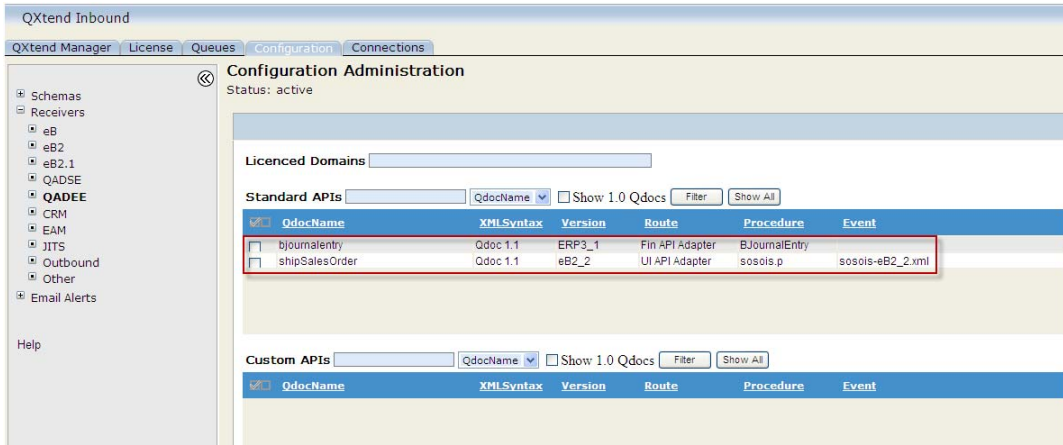 QXtend Inbound
QXtend Manager License Queues Configuration Connections
Configuration Administration
Status: active
Schemas
Receivers
eB
eB2
eB2.1
QADSE
QADEE
CRM
EAM
JITS
Outbound
Other
Email Alerts
Help
Licenced Domains
Standard APIs QdocName Show 1.0 Qdocs Filter Show All
QdocName XMLSyntax Version Route Procedure Event
bjournalentry Qdoc 1.1 ERP3_1 Fin API Adapter BJournalEntry
shipSalesOrder Qdoc 1.1 eB2_2 UI API Adapter sosois.p sosois-eB2_2.xml
Custom APIs QdocName Show 1.0 Qdocs Filter Show All
QdocName XMLSyntax Version Route Procedure Event